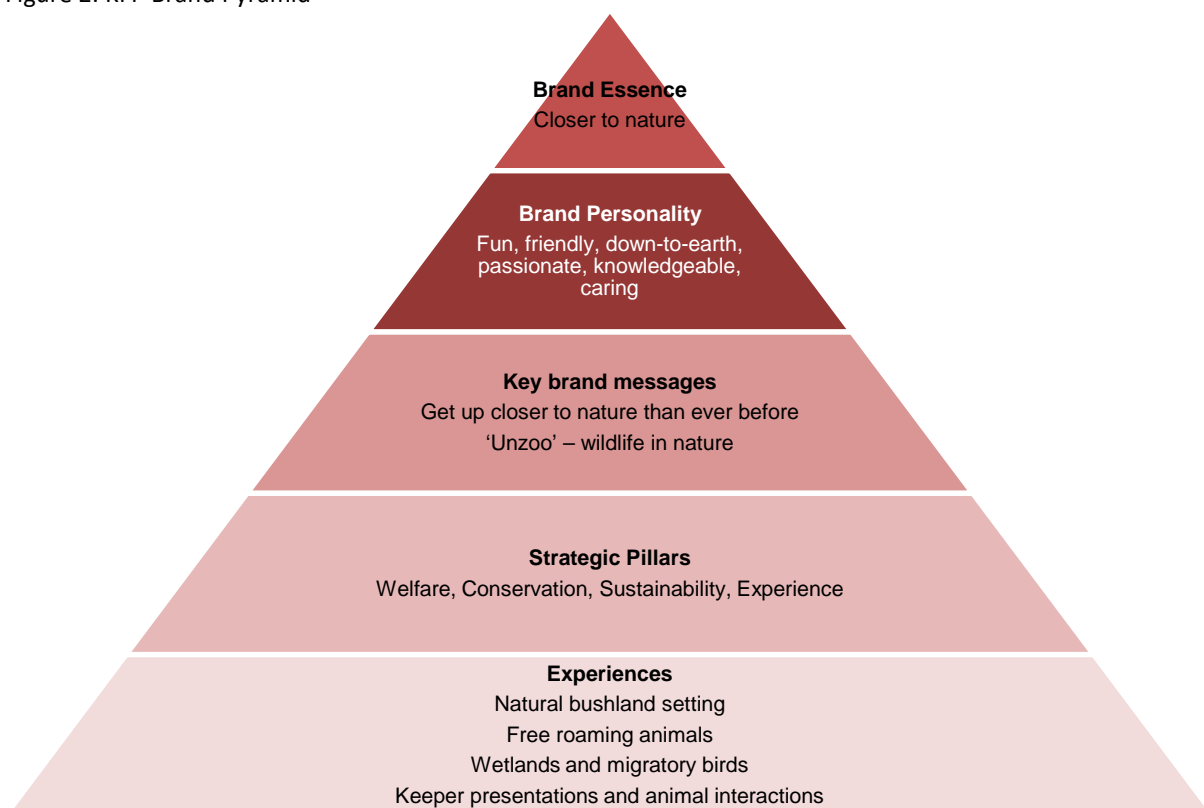 Brand Essence
Closer to nature
Brand Personality
Fun, friendly, down-to-earth,
passionate, knowledgeable,
caring
Key brand messages
Get up closer to nature than ever before
‘Unzoo’ – wildlife in nature
Strategic Pillars
Welfare, Conservation, Sustainability, Experience
Experiences
Natural bushland setting
Free roaming animals
Wetlands and migratory birds
Keeper presentations and animal interactions